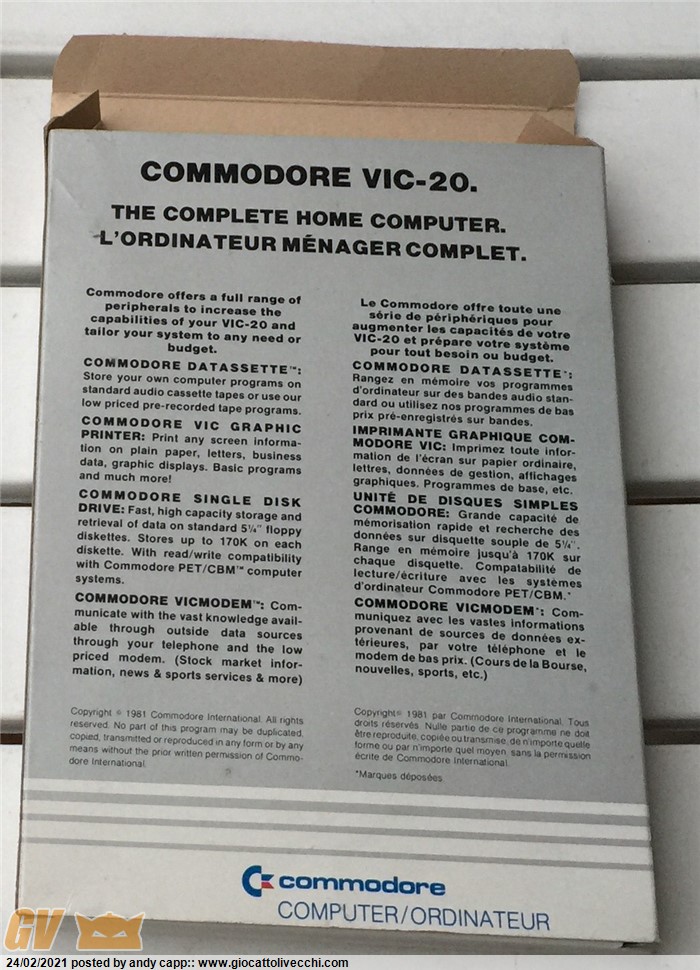 COMMODORE VIC-20.
THE COMPLETE HOME COMPUTER.
L'ORDINATEUR MÉNAGER COMPLET.
Commodore offers a full range of
peripherals to increase the
capabilities of your VIC-20 and
tailor your system to any need or
budget.
COMMODORE DATASSETTE™:
Store your own computer programs on
standard audio cassette tapes or use our
low priced pre-recorded tape programs.
COMMODORE VIC GRAPHIC
PRINTER: Print any screen informa-
tion on plain paper, letters, business
data, graphic displays. Basic programs
and much more!
COMMODORE SINGLE DISK
DRIVE: Fast, high capacity storage and
retrieval of data on standard 5¼" floppy
diskettes. Stores up to 170K on each
diskette. With read/write compatibility
with Commodore PET/CBM™ computer
systems.
COMMODORE VICMODEM™: Com-
municate with the vast knowledge avail-
able through outside data sources
through your telephone and the low
priced modem. (Stock market infor-
mation, news & sports services & more)
Copyright © 1981 Commodore International. All rights
reserved. No part of this program may be duplicated,
copied, transmitted or reproduced in any form or by any
means without the prior written permission of Commo-
dore International.
Le Commodore offre toute une
série de périphériques pour
augmenter les capacités de votre
VIC-20 et prépare votre système
pour tout besoin ou budget.
COMMODORE DATASSETTE*:
Rangez en mémoire vos programmes
d'ordinateur sur des bandes audio stan-
dard ou utilisez nos programmes de bas
prix pré-enregistrés sur bandes.
IMPRIMANTE GRAPHIQUE COM-
MODORE VIC: Imprimez toute infor-
mation de l'écran sur papier ordinaire,
lettres, données de gestion, affichages
graphiques. Programmes de base, etc.
UNITÉ DE DISQUES SIMPLES
COMMODORE: Grande capacité de
mémorisation rapide et recherche des
données sur disquette souple de 5¼".
Range en mémoire jusqu'à 170K sur
chaque disquette. Compatabilité de
lecture/écriture avec les systèmes
d'ordinateur Commodore PET/CBM.*
COMMODORE VICMODEM*: Com-
muniquez avec les vastes informations
provenant de sources de données ex-
térieures, par votre téléphone et le
modem de bas prix. (Cours de la Bourse,
nouvelles, sports, etc.)
Copyright © 1981 par Commodore International. Tous
droits réservés. Nulle partie de ce programme ne doit
être reproduite, copiée ou transmise, de n'importe quelle
forme ou par n'importe quel moyen, sans la permission
écrite de Commodore International.
*Marques déposées
commodore
COMPUTER/ORDINATEUR
GV
24/02/2021 posted by andy capp:: www.giocattolivecchi.com